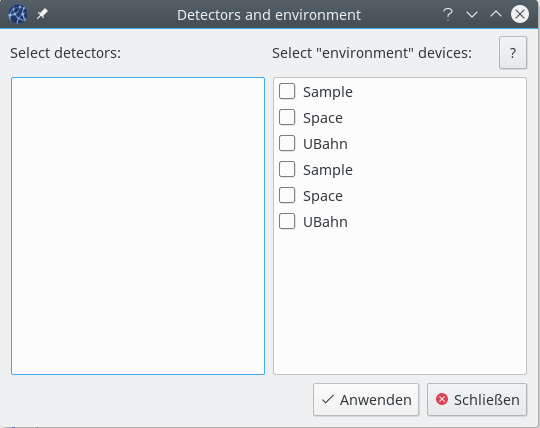 Detectors and environment
?
Select detectors:
Select "environment" devices:
?
Sample
Space
UBahn
Sample
Space
UBahn
Anwenden
Schließen